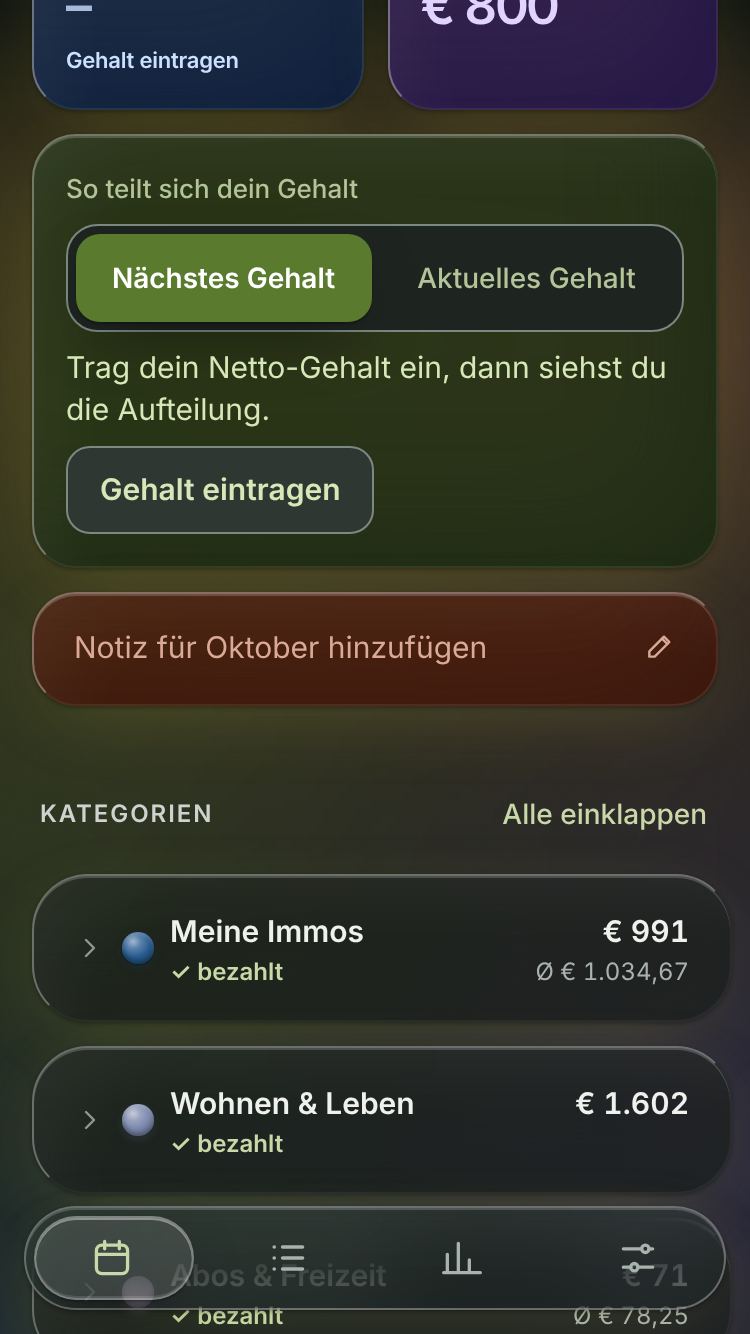 –
€ 800
Gehalt eintragen
So teilt sich dein Gehalt
Nächstes Gehalt
Aktuelles Gehalt
Trag dein Netto-Gehalt ein, dann siehst du
die Aufteilung.
Gehalt eintragen
Notiz für Oktober hinzufügen
KATEGORIEN
Alle einklappen
Meine Immos
€ 991
✓ bezahlt
Ø € 1.034,67
Wohnen & Leben
€ 1.602
✓ bezahlt
Abos & Freizeit
€ 71
✓ bezahlt
Ø € 78,25